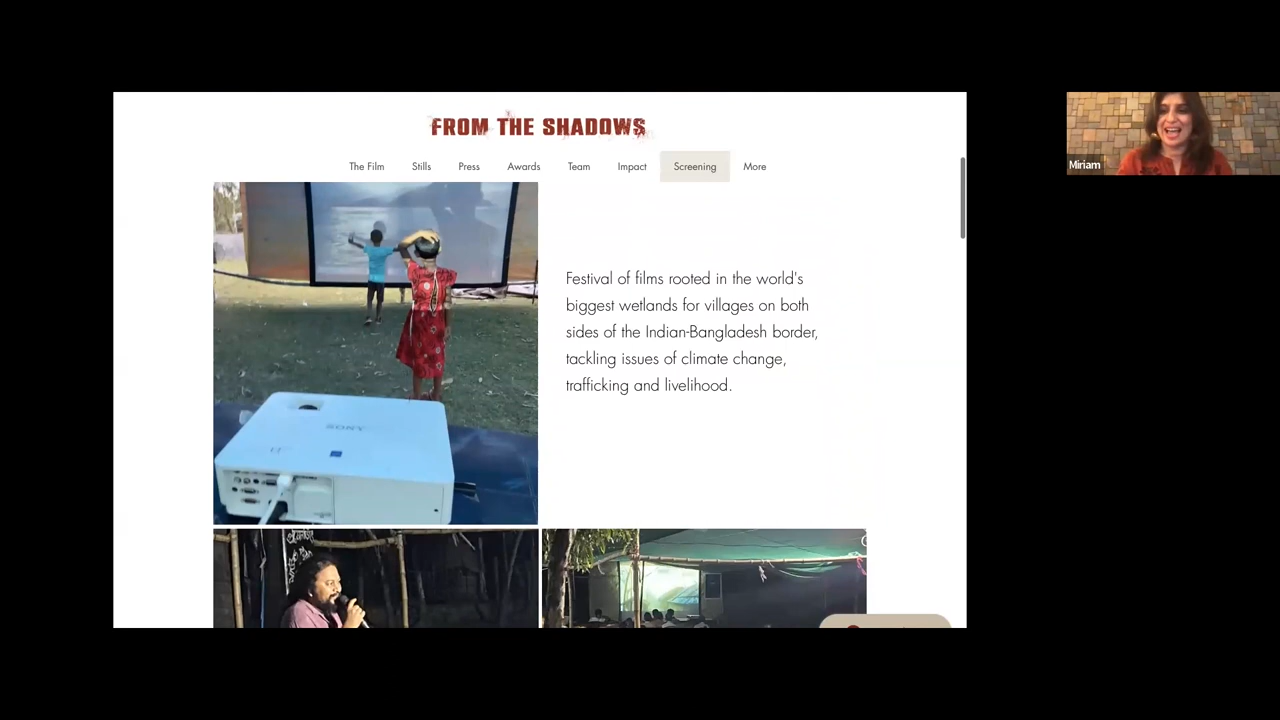 FROM THE SHADOWS
The Film Stills Press Awards Team Impact Screening More
Miriam
Festival of films rooted in the world's
biggest wetlands for villages on both
sides of the Indian-Bangladesh border,
tackling issues of climate change,
trafficking and livelihood.
SONY